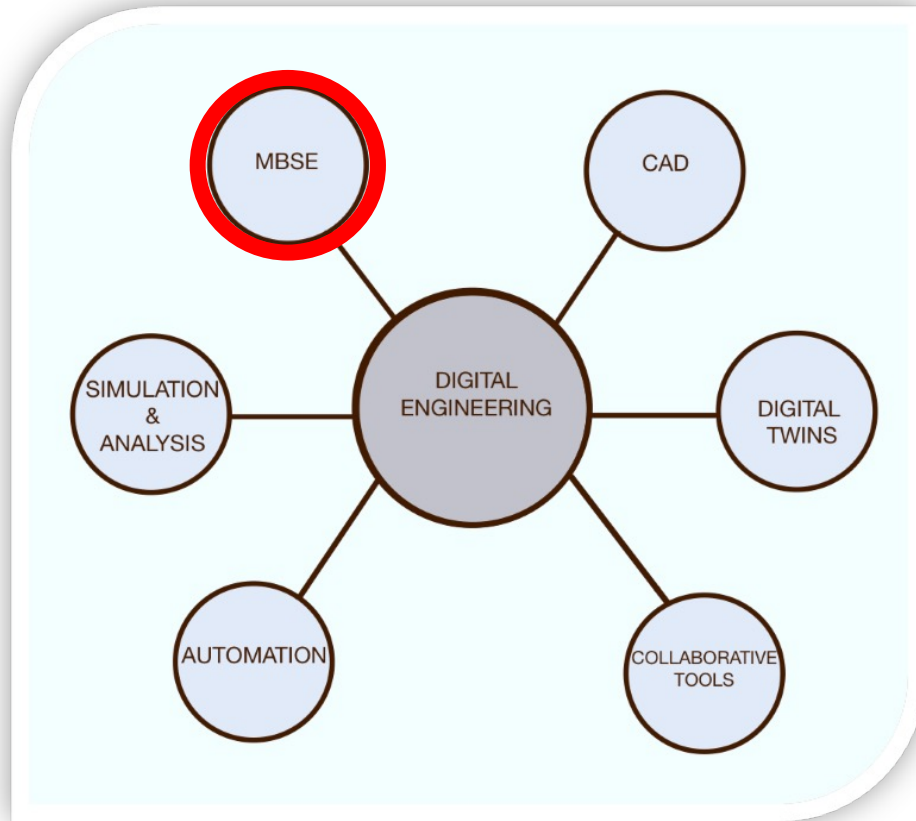 MBSE
CAD
SIMULATION
&
ANALYSIS
DIGITAL
ENGINEERING
DIGITAL
TWINS
AUTOMATION
COLLABORATIVE
TOOLS